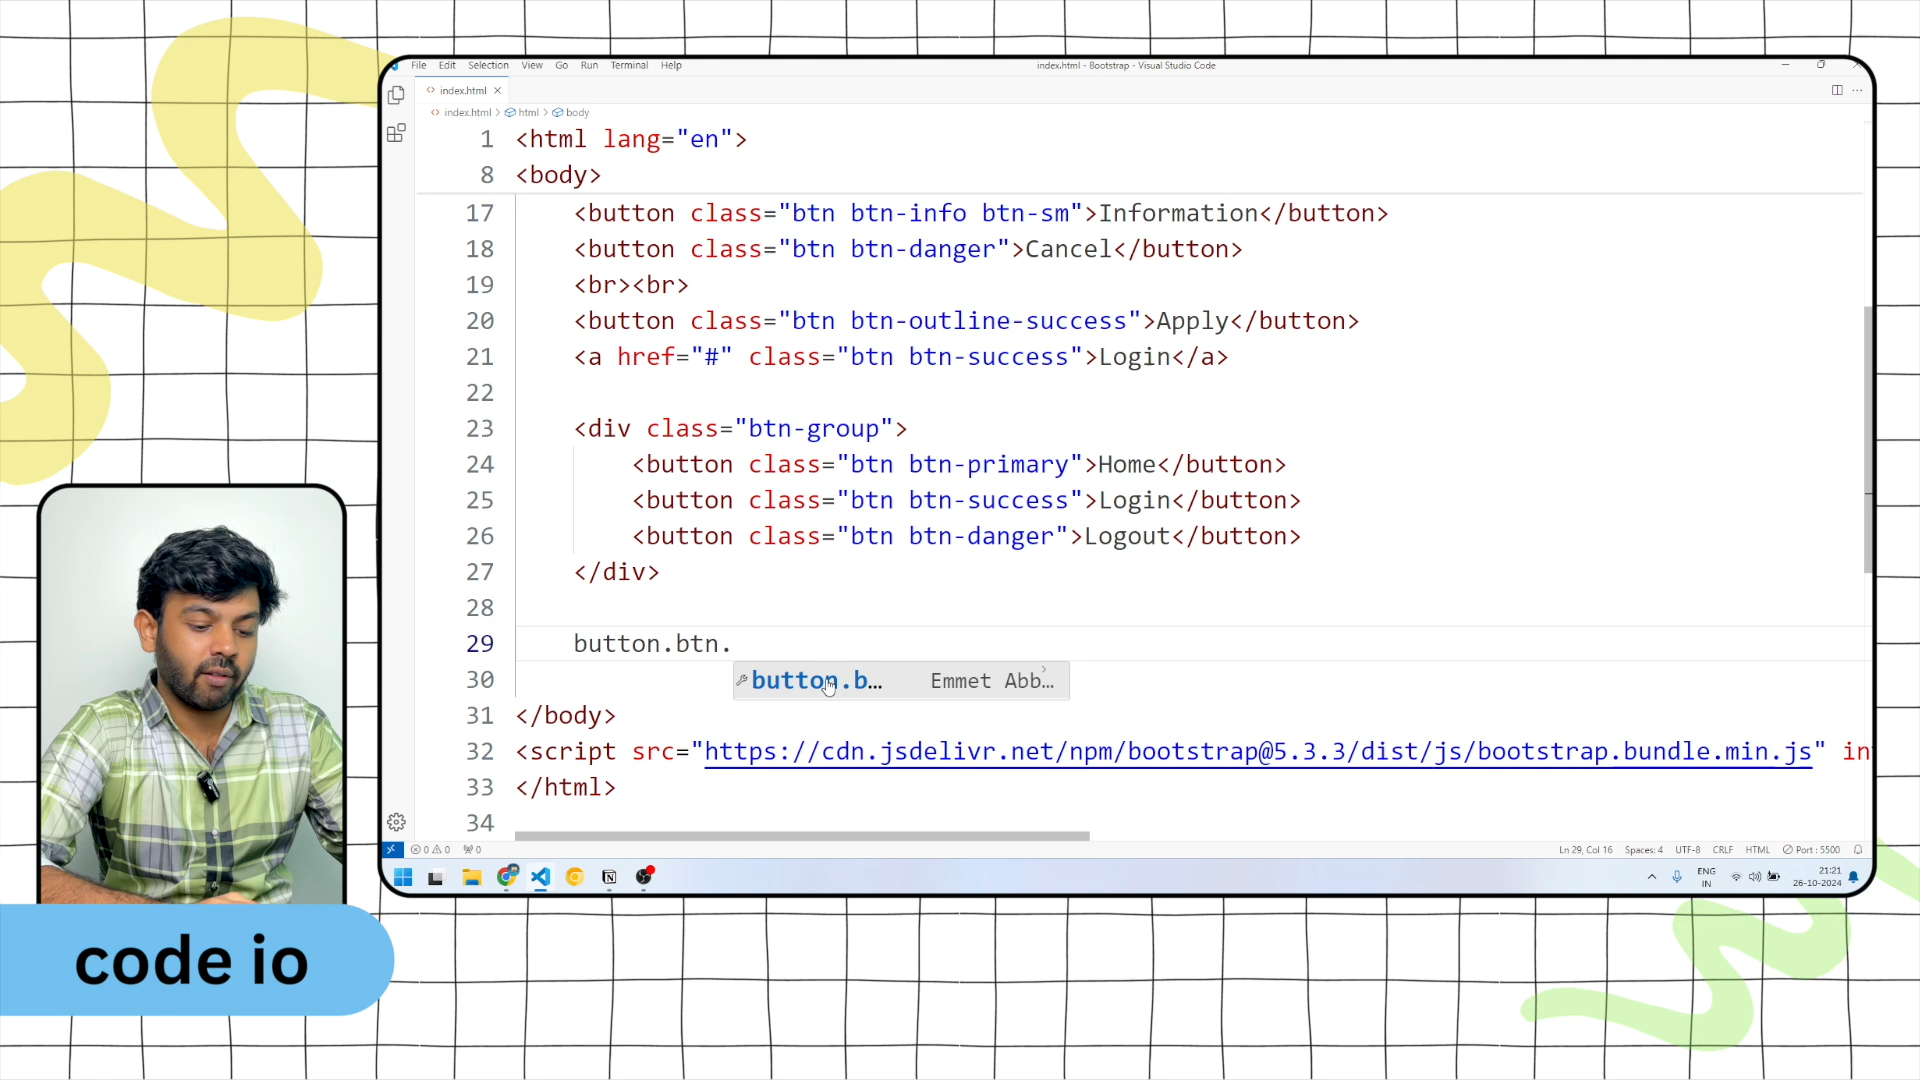 File Edit Selection View Go Run Terminal Help
index.html - Bootstrap - Visual Studio Code
index.html
index.html > html > body
1 <html lang="en">
8 <body>
17 <button class="btn btn-info btn-sm">Information</button>
18 <button class="btn btn-danger">Cancel</button>
19 <br><br>
20 <button class="btn btn-outline-success">Apply</button>
21 <a href="#" class="btn btn-success">Login</a>
22
23 <div class="btn-group">
24 <button class="btn btn-primary">Home</button>
25 <button class="btn btn-success">Login</button>
26 <button class="btn btn-danger">Logout</button>
27 </div>
28
29 button.btn.
30 button.b… Emmet Abb…
31 </body>
32 <script src="https://cdn.jsdelivr.net/npm/bootstrap@5.3.3/dist/js/bootstrap.bundle.min.js" in
33 </html>
34
0 0 0 Ln 29, Col 16 Spaces: 4 UTF-8 CRLF HTML Port : 5500
ENG 21:21
IN 26-10-2024
code io